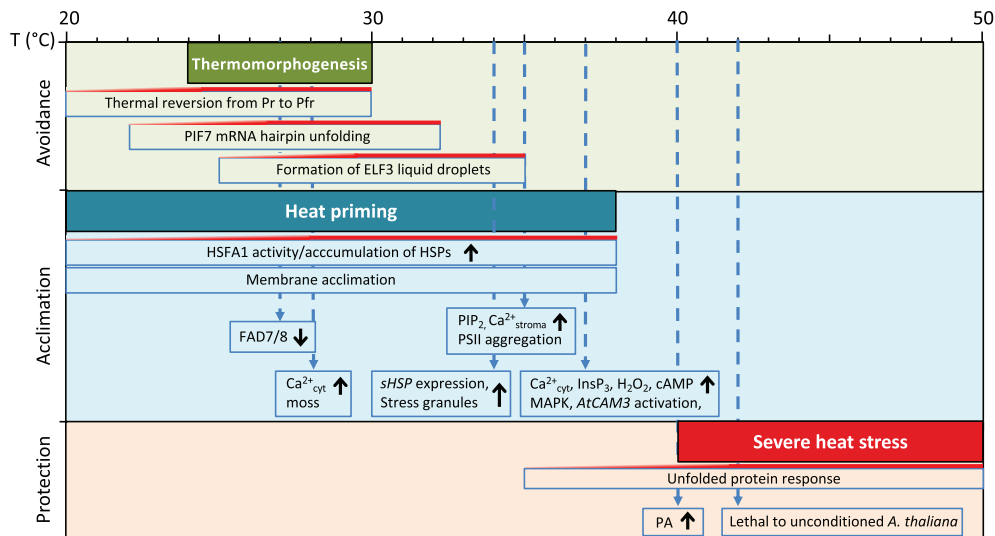 20 30 40 50
T (°C)
Avoidance
Thermomorphogenesis
Thermal reversion from Pr to Pfr
PIF7 mRNA hairpin unfolding
Formation of ELF3 liquid droplets
Acclimation
Heat priming
HSFA1 activity/acccumulation of HSPs
Membrane acclimation
FAD7/8
PIP2, Ca2+stroma
PSII aggregation
Ca2+cyt
moss
sHSP expression,
Stress granules
Ca2+cyt, InsP3, H2O2, cAMP
MAPK, AtCAM3 activation,
Protection
Severe heat stress
Unfolded protein response
PA
Lethal to unconditioned A. thaliana